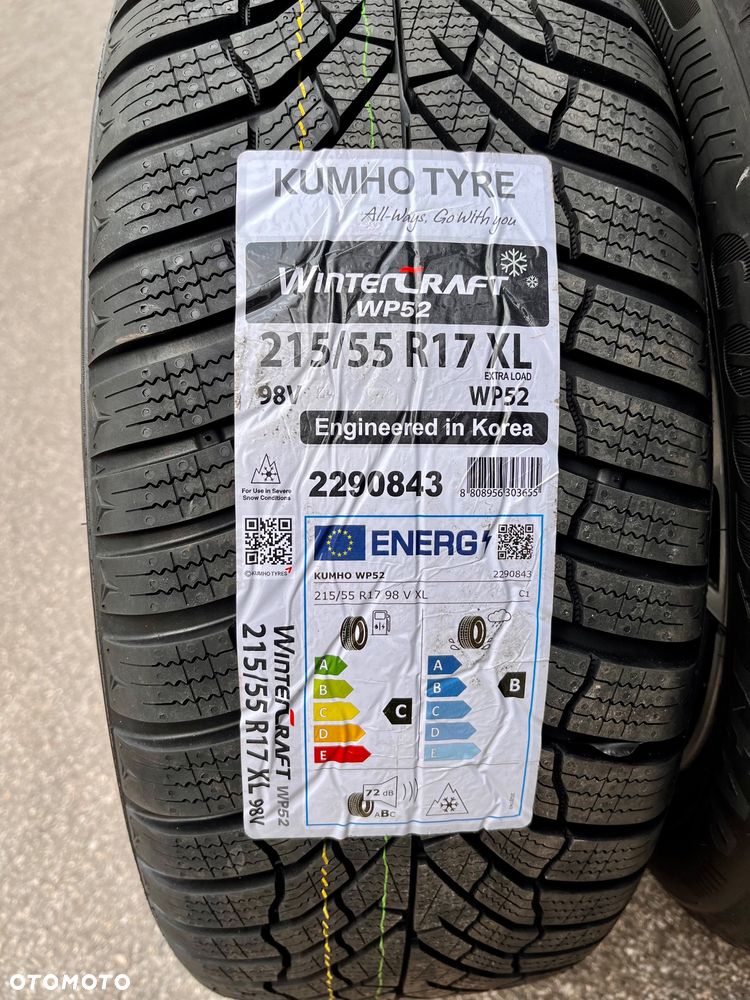 KUMHO TYRE
All-Ways, Go With you
WINTERCRAFT
WP52
215/55 R17 XL
EXTRA LOAD
98V WP52
Engineered in Korea
For Use in Severe
Snow Conditions
2290843
8 808956 303655
©KUMHO TYRES
ENERG
KUMHO WP52 2290843
215/55 R17 98 V XL C1
A
B
C
D
E
C
A
B
C
D
E
B
72 dB
ABC
WINTERCRAFT WP52
215/55 R17 XL 98V
OTOMOTO